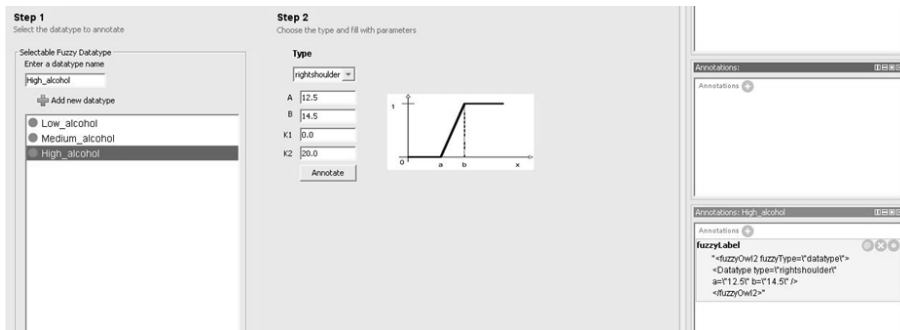 Step 1
Select the datatype to annotate
Selectable Fuzzy Datatype
Enter a datatype name
High_alcohol
Add new datatype
Low_alcohol
Medium_alcohol
High_alcohol
Step 2
Choose the type and fill with parameters
Type
rightshoulder
A 12.5
B 14.5
K1 0.0
K2 20.0
Annotate
1
0 a b x
Annotations:
Annotations
Annotations: High_alcohol
Annotations
fuzzyLabel
"<fuzzyOwl2 fuzzyType=\"datatype\">
<Datatype type=\"rightshoulder\"
a=\"12.5\" b=\"14.5\" />
</fuzzyOwl2>"